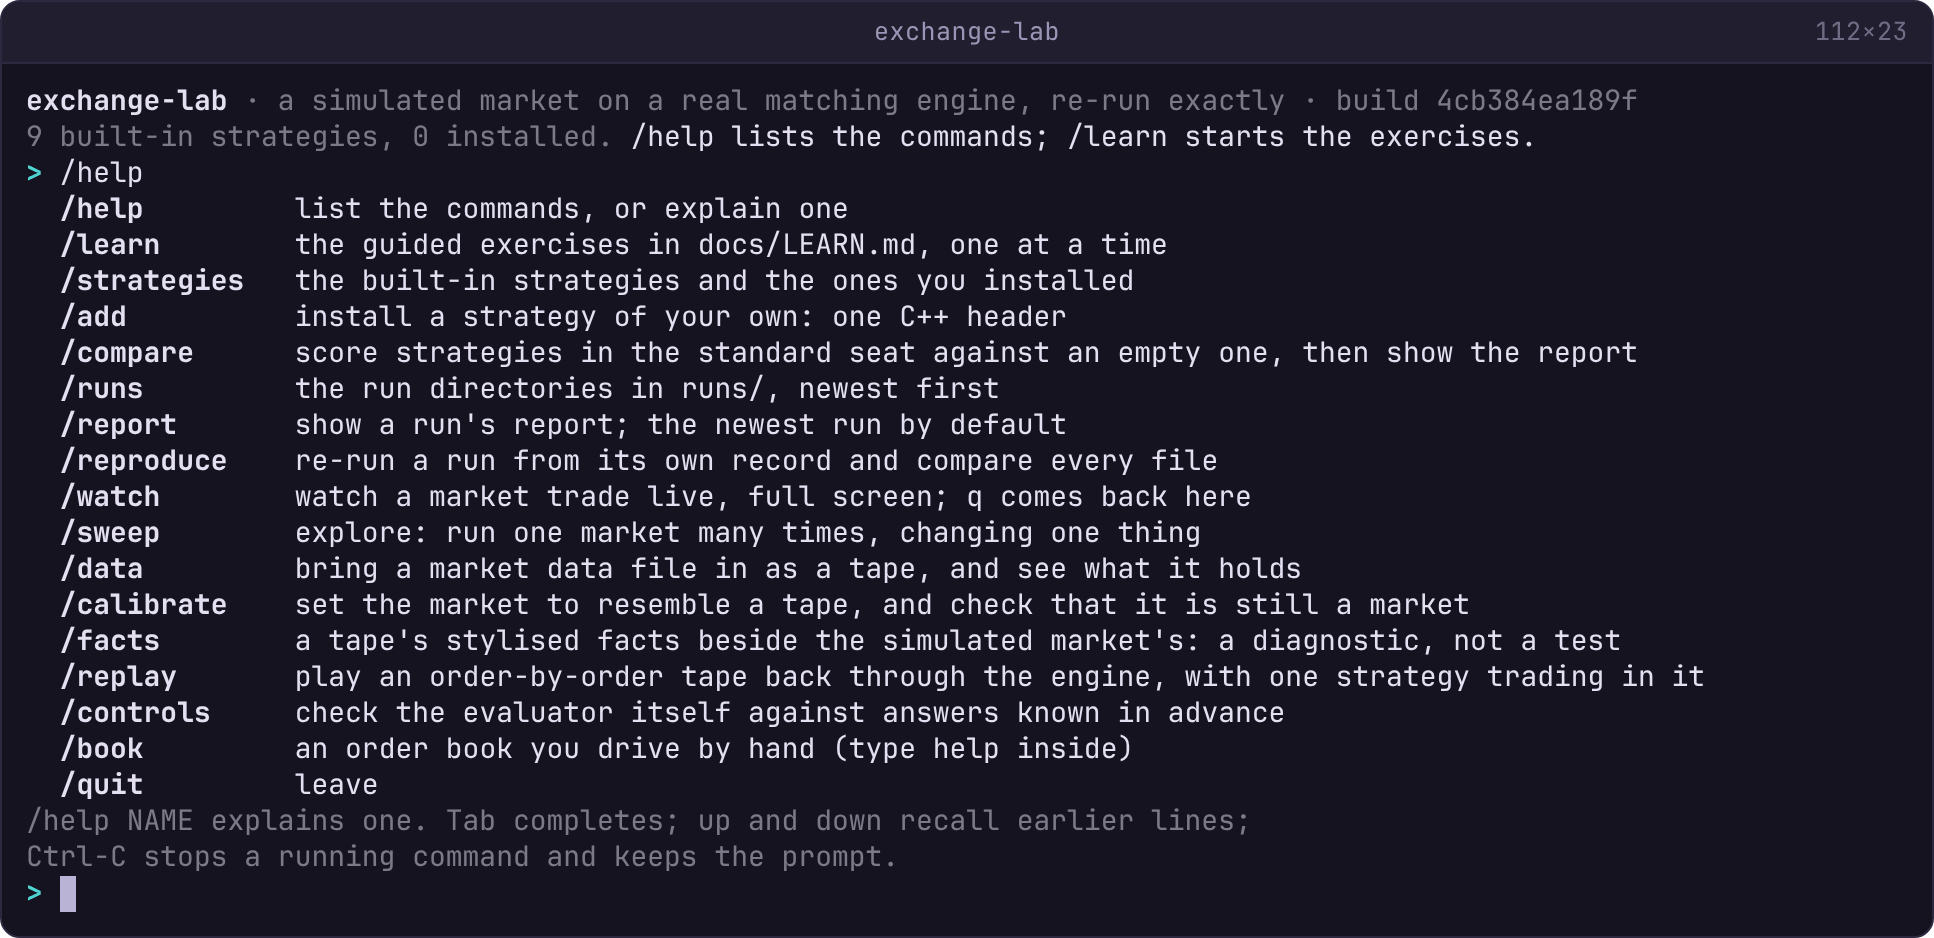 exchange-lab
112×23
exchange-lab · a simulated market on a real matching engine, re-run exactly · build 4cb384ea189f
9 built-in strategies, 0 installed. /help lists the commands; /learn starts the exercises.
> /help
/help list the commands, or explain one
/learn the guided exercises in docs/LEARN.md, one at a time
/strategies the built-in strategies and the ones you installed
/add install a strategy of your own: one C++ header
/compare score strategies in the standard seat against an empty one, then show the report
/runs the run directories in runs/, newest first
/report show a run's report; the newest run by default
/reproduce re-run a run from its own record and compare every file
/watch watch a market trade live, full screen; q comes back here
/sweep explore: run one market many times, changing one thing
/data bring a market data file in as a tape, and see what it holds
/calibrate set the market to resemble a tape, and check that it is still a market
/facts a tape's stylised facts beside the simulated market's: a diagnostic, not a test
/replay play an order-by-order tape back through the engine, with one strategy trading in it
/controls check the evaluator itself against answers known in advance
/book an order book you drive by hand (type help inside)
/quit leave
/help NAME explains one. Tab completes; up and down recall earlier lines;
Ctrl-C stops a running command and keeps the prompt.
>